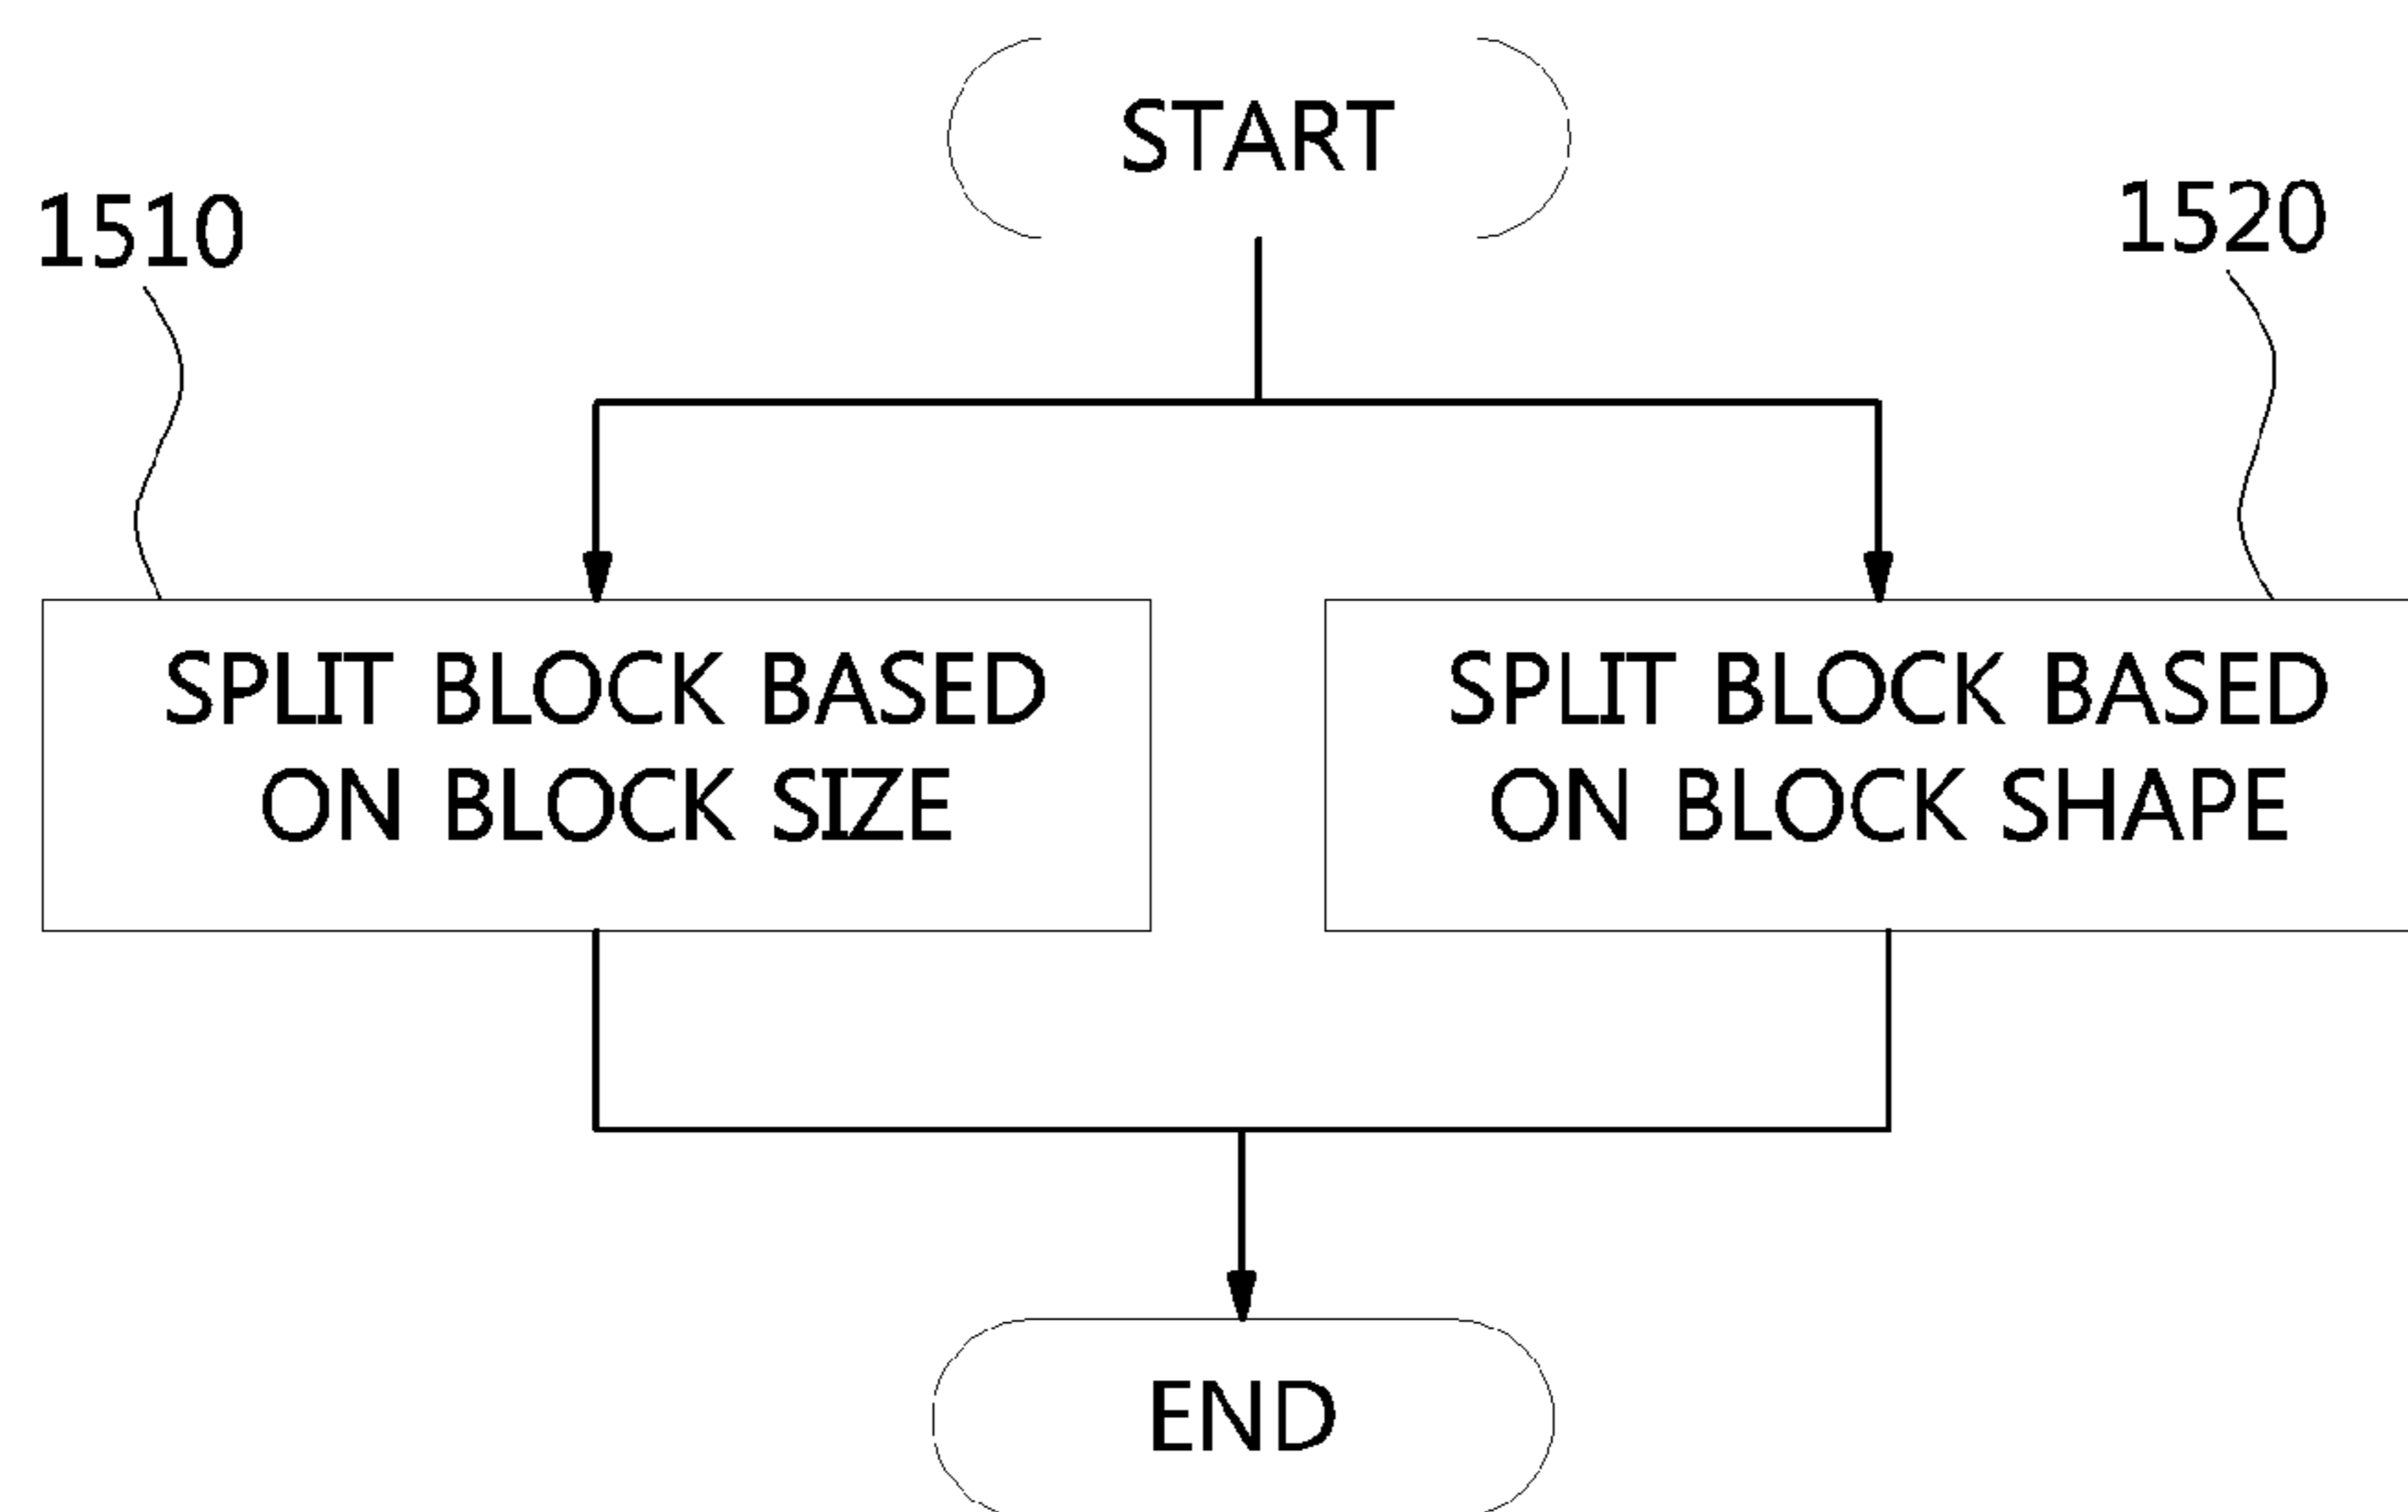 START
1510
1520
SPLIT BLOCK BASED
ON BLOCK SIZE
SPLIT BLOCK BASED
ON BLOCK SHAPE
END